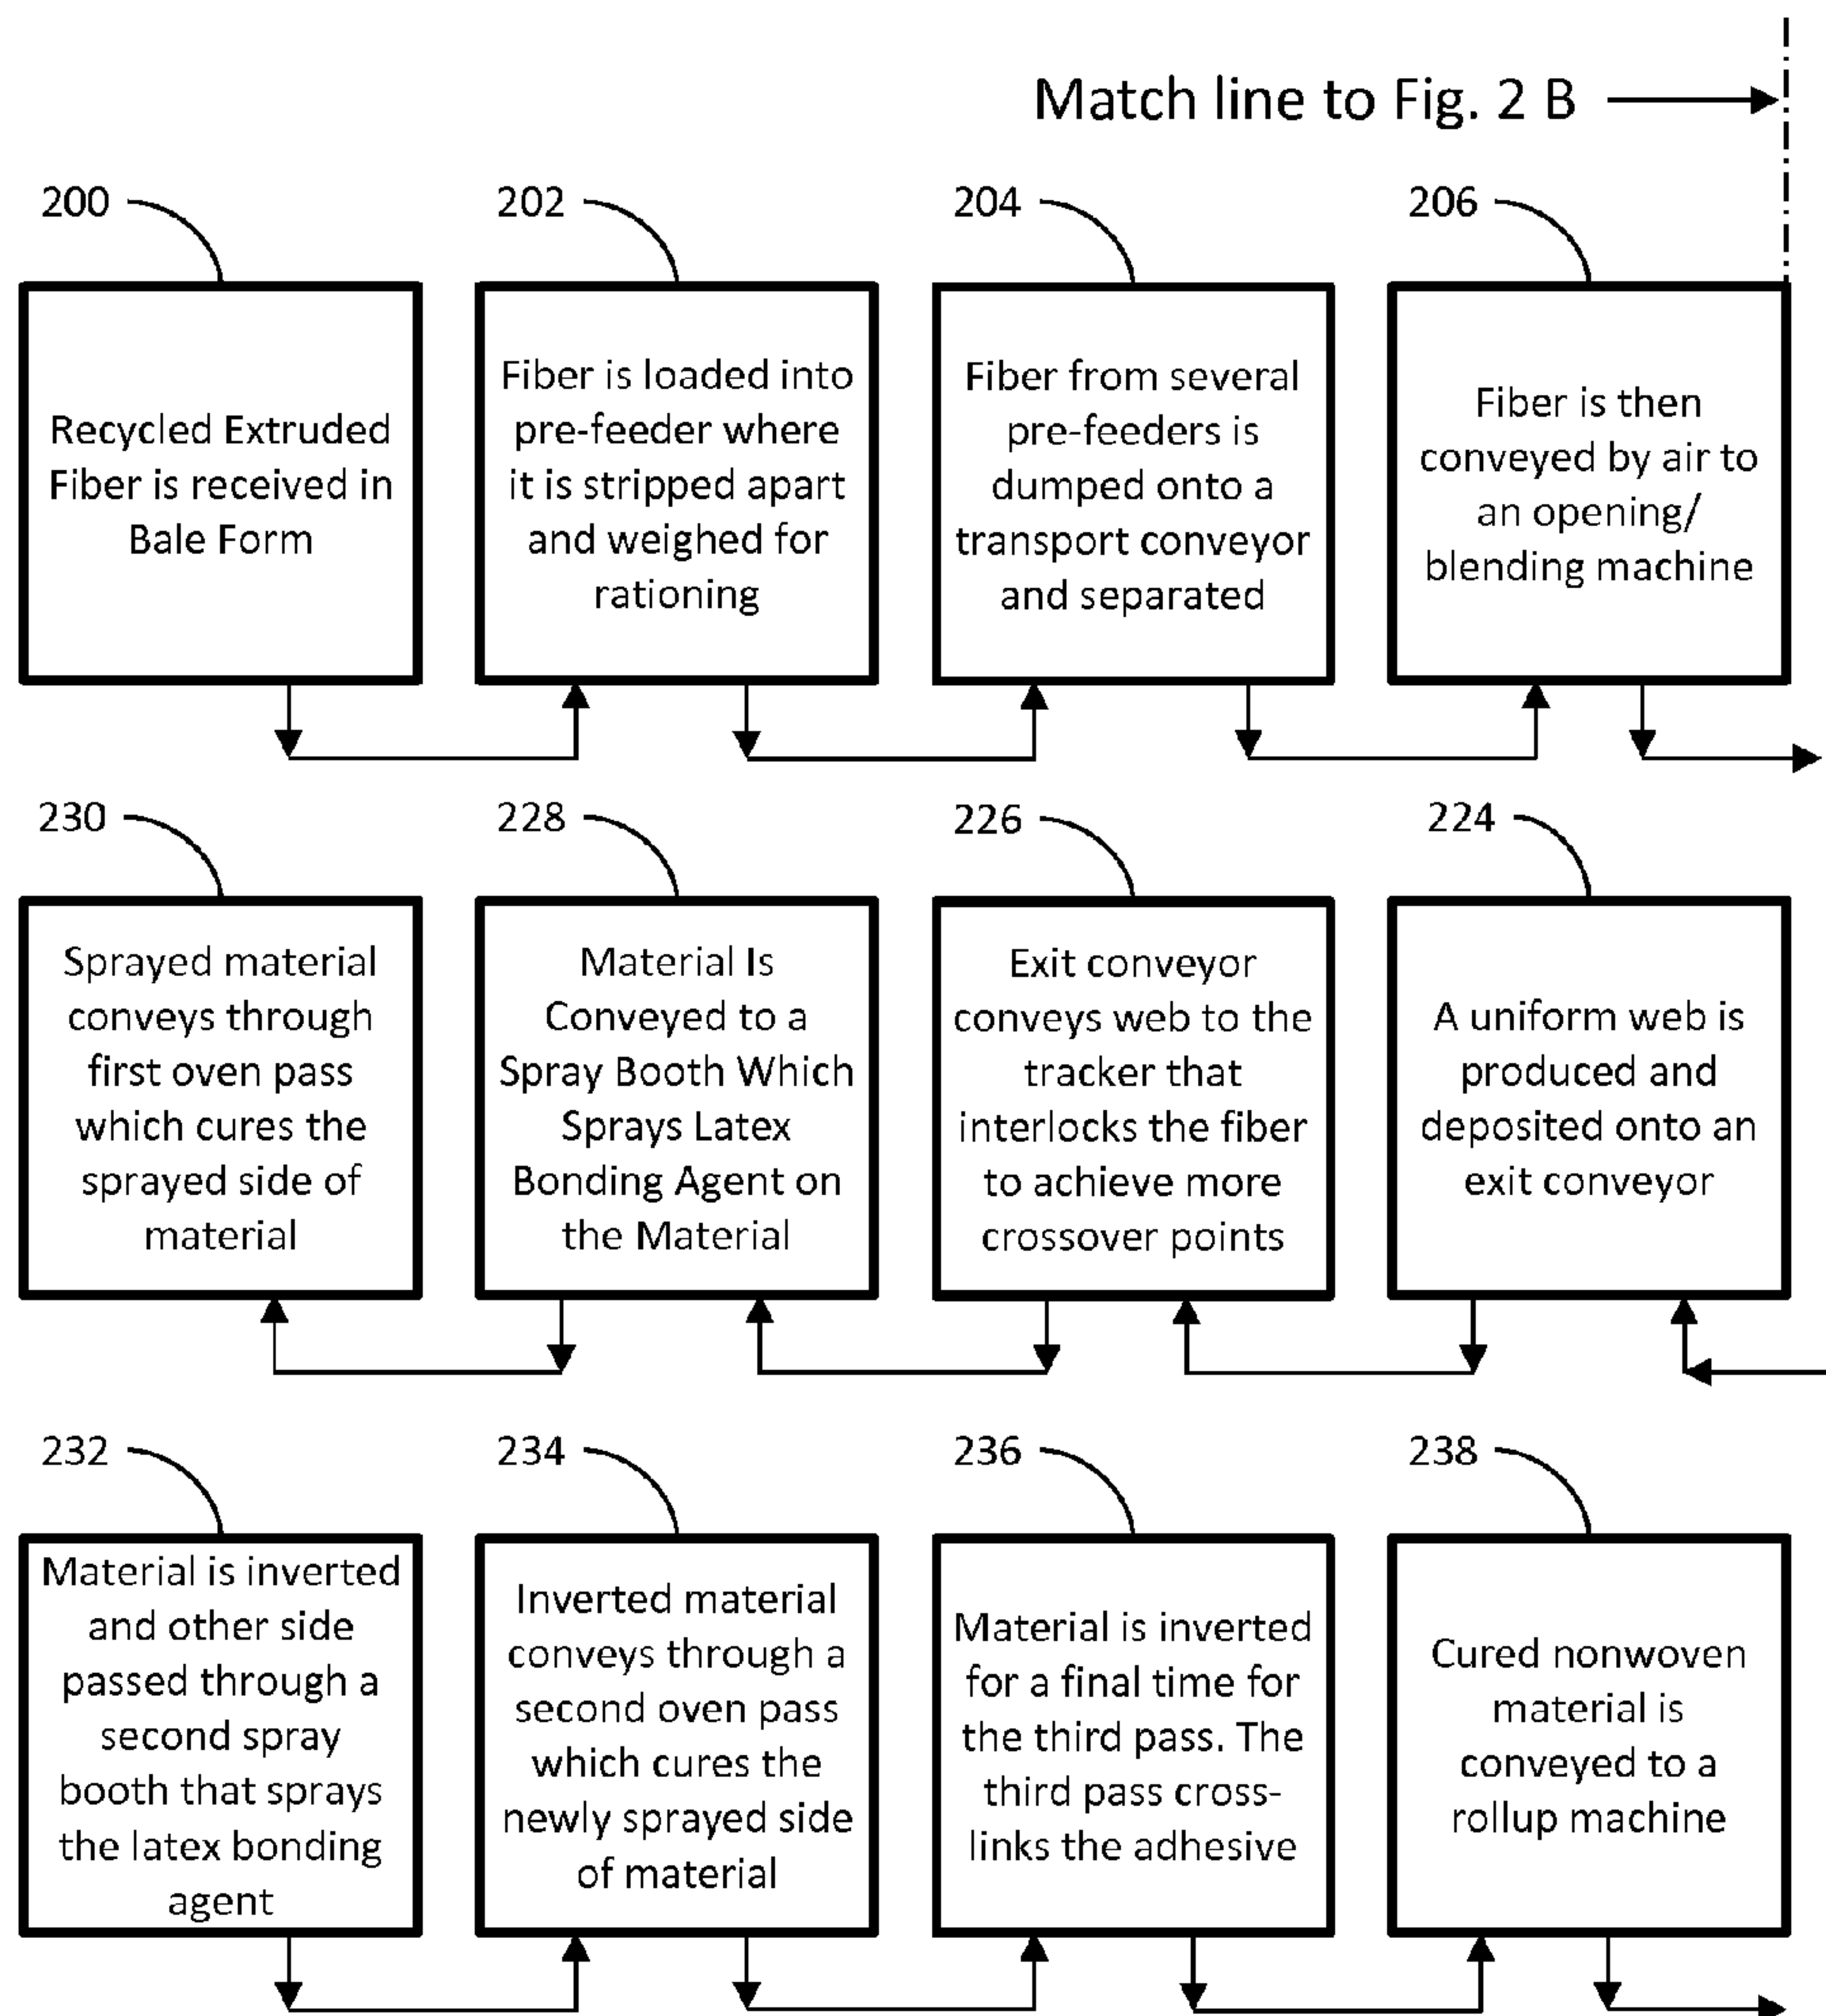 Match line to Fig. 2 B
200
Recycled Extruded
Fiber is received in
Bale Form
202
Fiber is loaded into
pre-feeder where
it is stripped apart
and weighed for
rationing
204
Fiber from several
pre-feeders is
dumped onto a
transport conveyor
and separated
206
Fiber is then
conveyed by air to
an opening/
blending machine
230
Sprayed material
conveys through
first oven pass
which cures the
sprayed side of
material
228
Material Is
Conveyed to a
Spray Booth Which
Sprays Latex
Bonding Agent on
the Material
226
Exit conveyor
conveys web to the
tracker that
interlocks the fiber
to achieve more
crossover points
224
A uniform web is
produced and
deposited onto an
exit conveyor
232
Material is inverted
and other side
passed through a
second spray
booth that sprays
the latex bonding
agent
234
Inverted material
conveys through a
second oven pass
which cures the
newly sprayed side
of material
236
Material is inverted
for a final time for
the third pass. The
third pass cross-
links the adhesive
238
Cured nonwoven
material is
conveyed to a
rollup machine